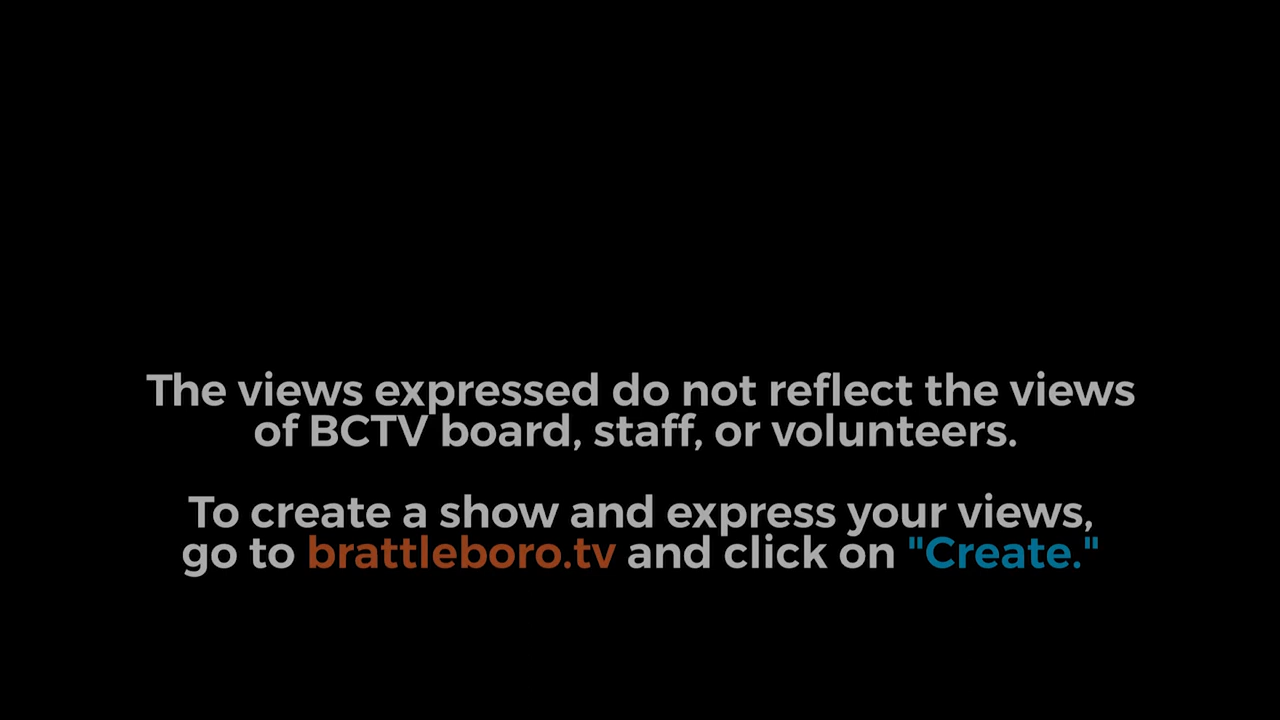 The views expressed do not reflect the views
of BCTV board, staff, or volunteers.
To create a show and express your views,
go to brattleboro.tv and click on "Create."